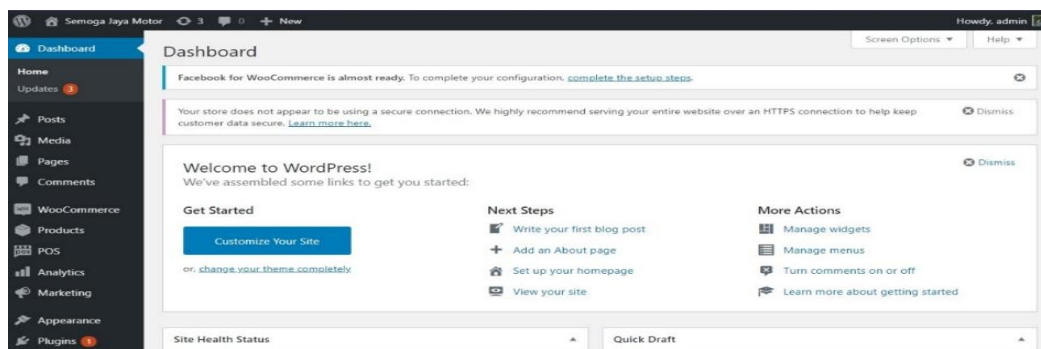 Semoga Jaya Motor 3 0 + New Howdy, admin
Screen Options Help
Dashboard
Home
Updates 3
Posts
Media
Pages
Comments
WooCommerce
Products
POS
Analytics
Marketing
Appearance
Plugins 1
Dashboard
Facebook for WooCommerce is almost ready. To complete your configuration, complete the setup steps.
Your store does not appear to be using a secure connection. We highly recommend serving your entire website over an HTTPS connection to help keep
customer data secure. Learn more here.
Dismiss
Welcome to WordPress!
We've assembled some links to get you started:
Dismiss
Get Started
Customize Your Site
or, change your theme completely
Next Steps
Write your first blog post
Add an About page
Set up your homepage
View your site
More Actions
Manage widgets
Manage menus
Turn comments on or off
Learn more about getting started
Site Health Status
Quick Draft